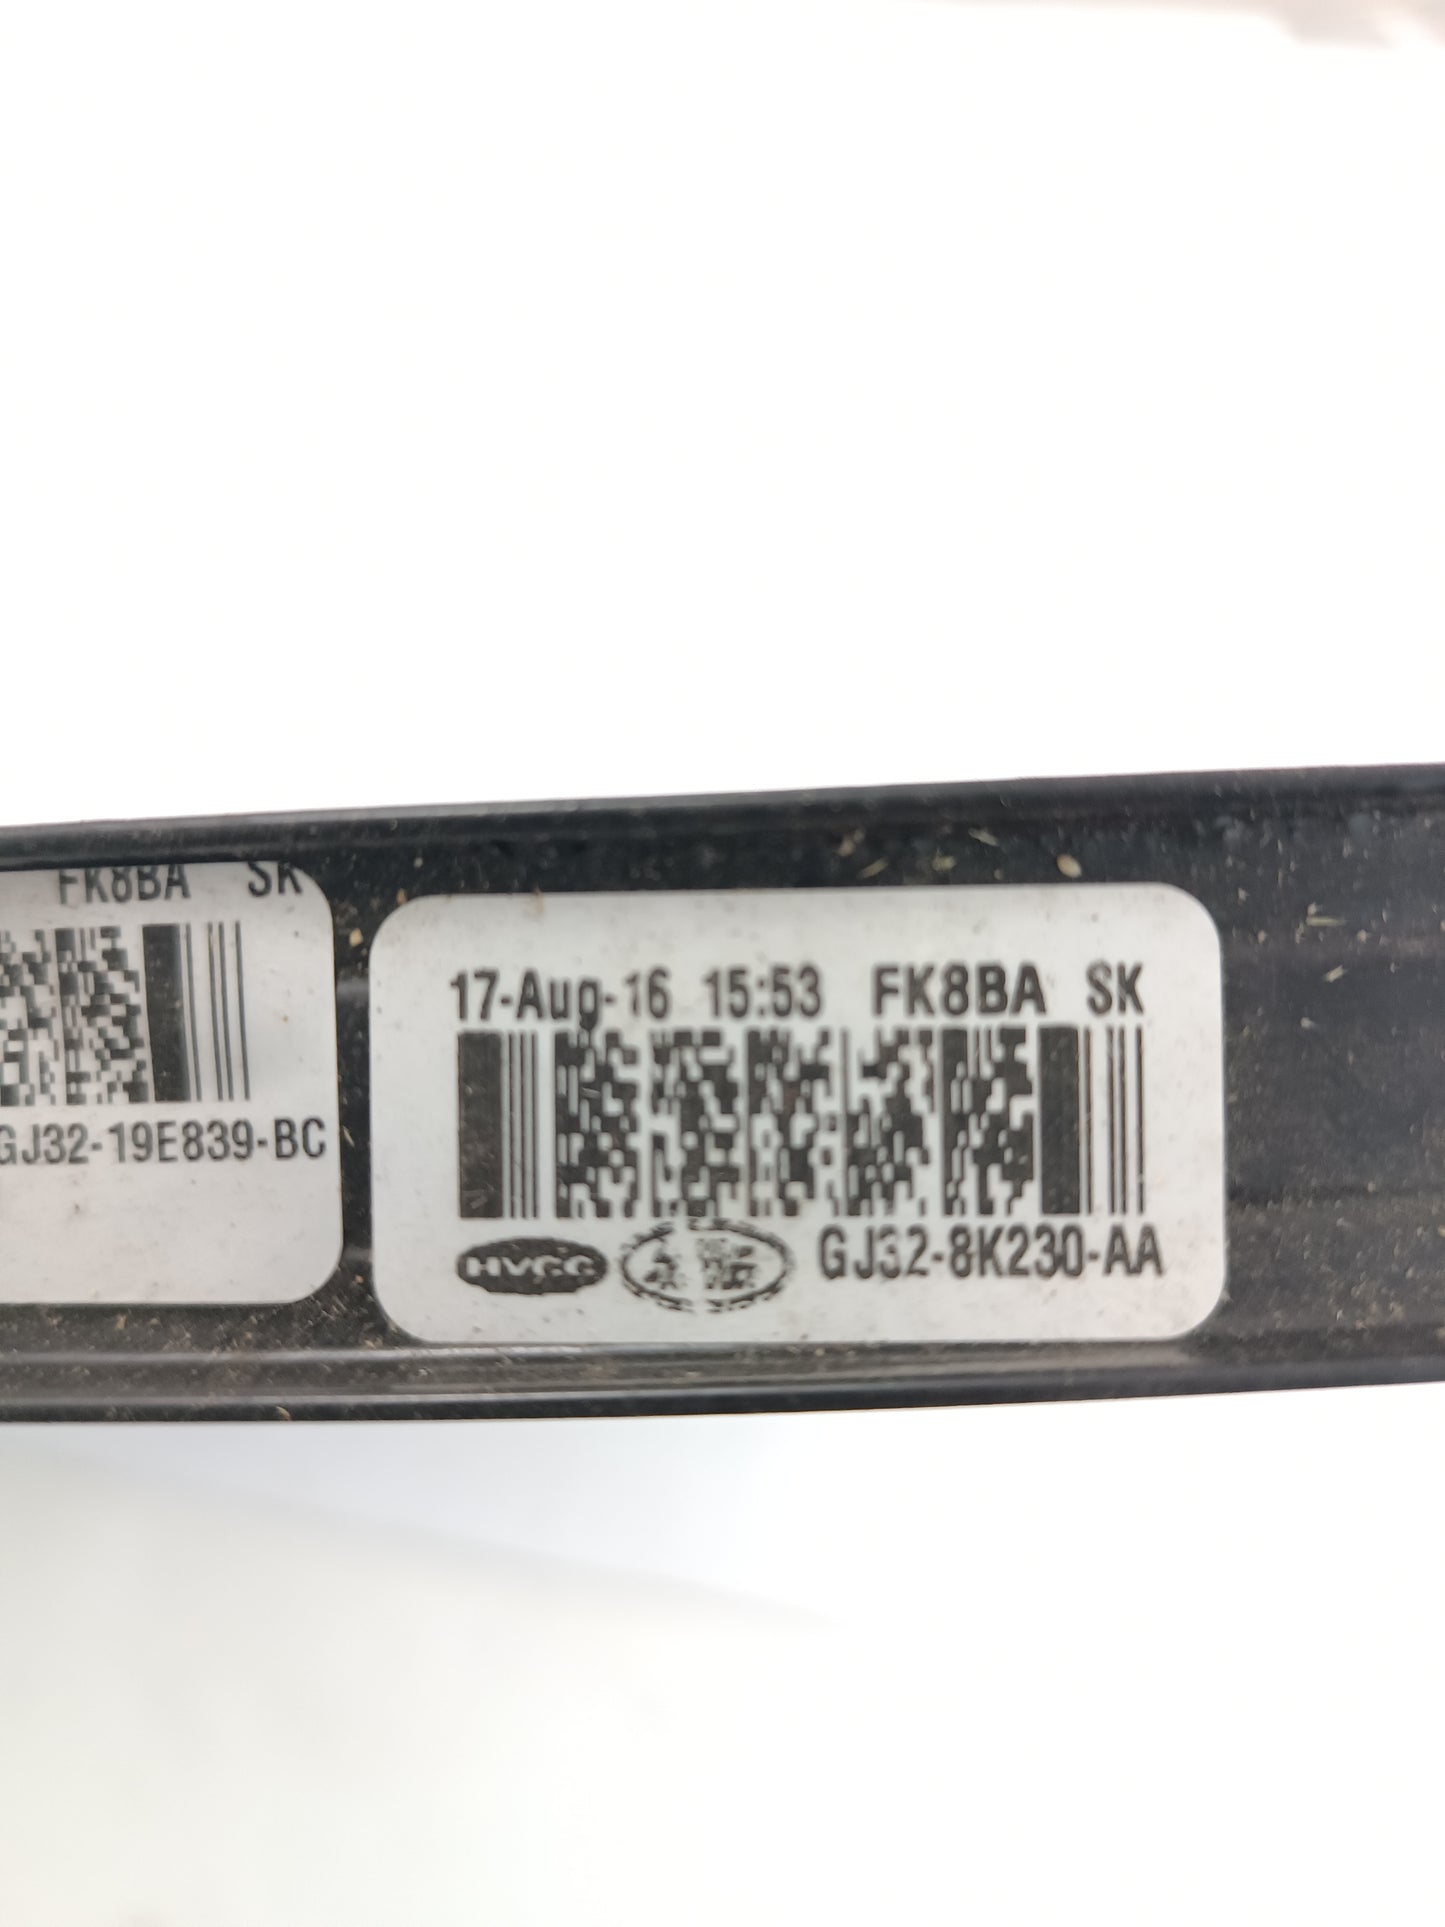 FK8BA SK
GJ32-19E839-BC
17-Aug-16 15:53 FK8BA SK
HVCC GJ32-8K230-AA